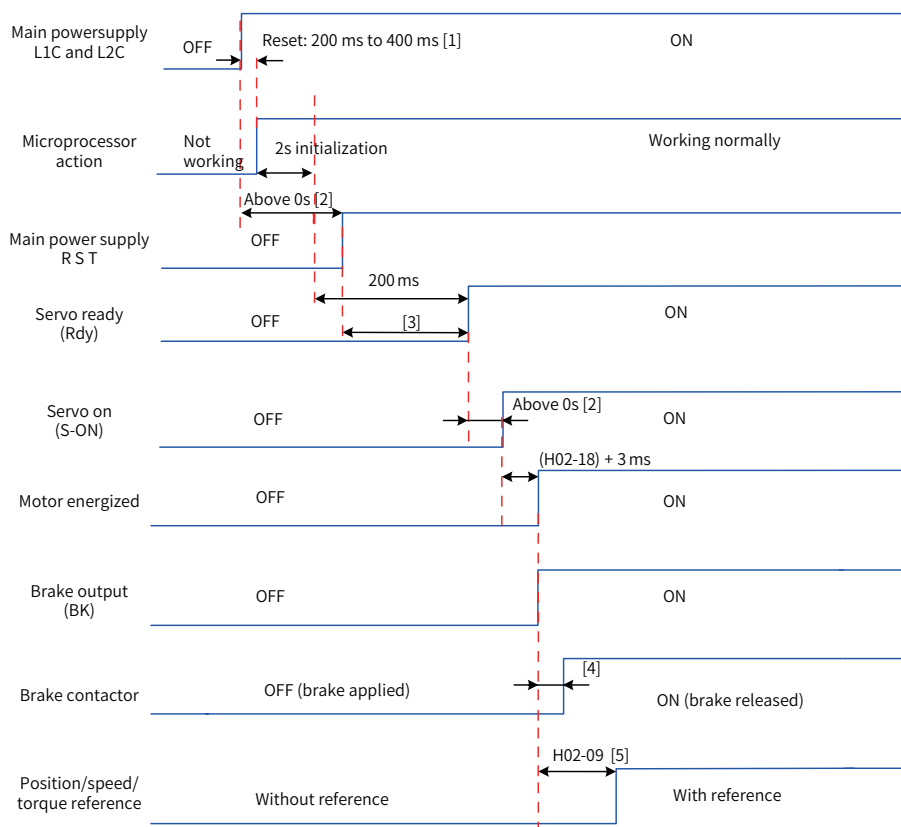 Main powersupply
L1C and L2C
OFF
Reset: 200 ms to 400 ms [1]
ON
Microprocessor
action
Not
working
2s initialization
Working normally
Above 0s [2]
Main power supply
R S T
OFF
200 ms
Servo ready
(Rdy)
OFF
[3]
ON
Servo on
(S-ON)
OFF
Above 0s [2]
ON
(H02-18) + 3 ms
Motor energized
OFF
ON
Brake output
(BK)
OFF
ON
Brake contactor
OFF (brake applied)
[4]
ON (brake released)
H02-09 [5]
Position/speed/
torque reference
Without reference
With reference